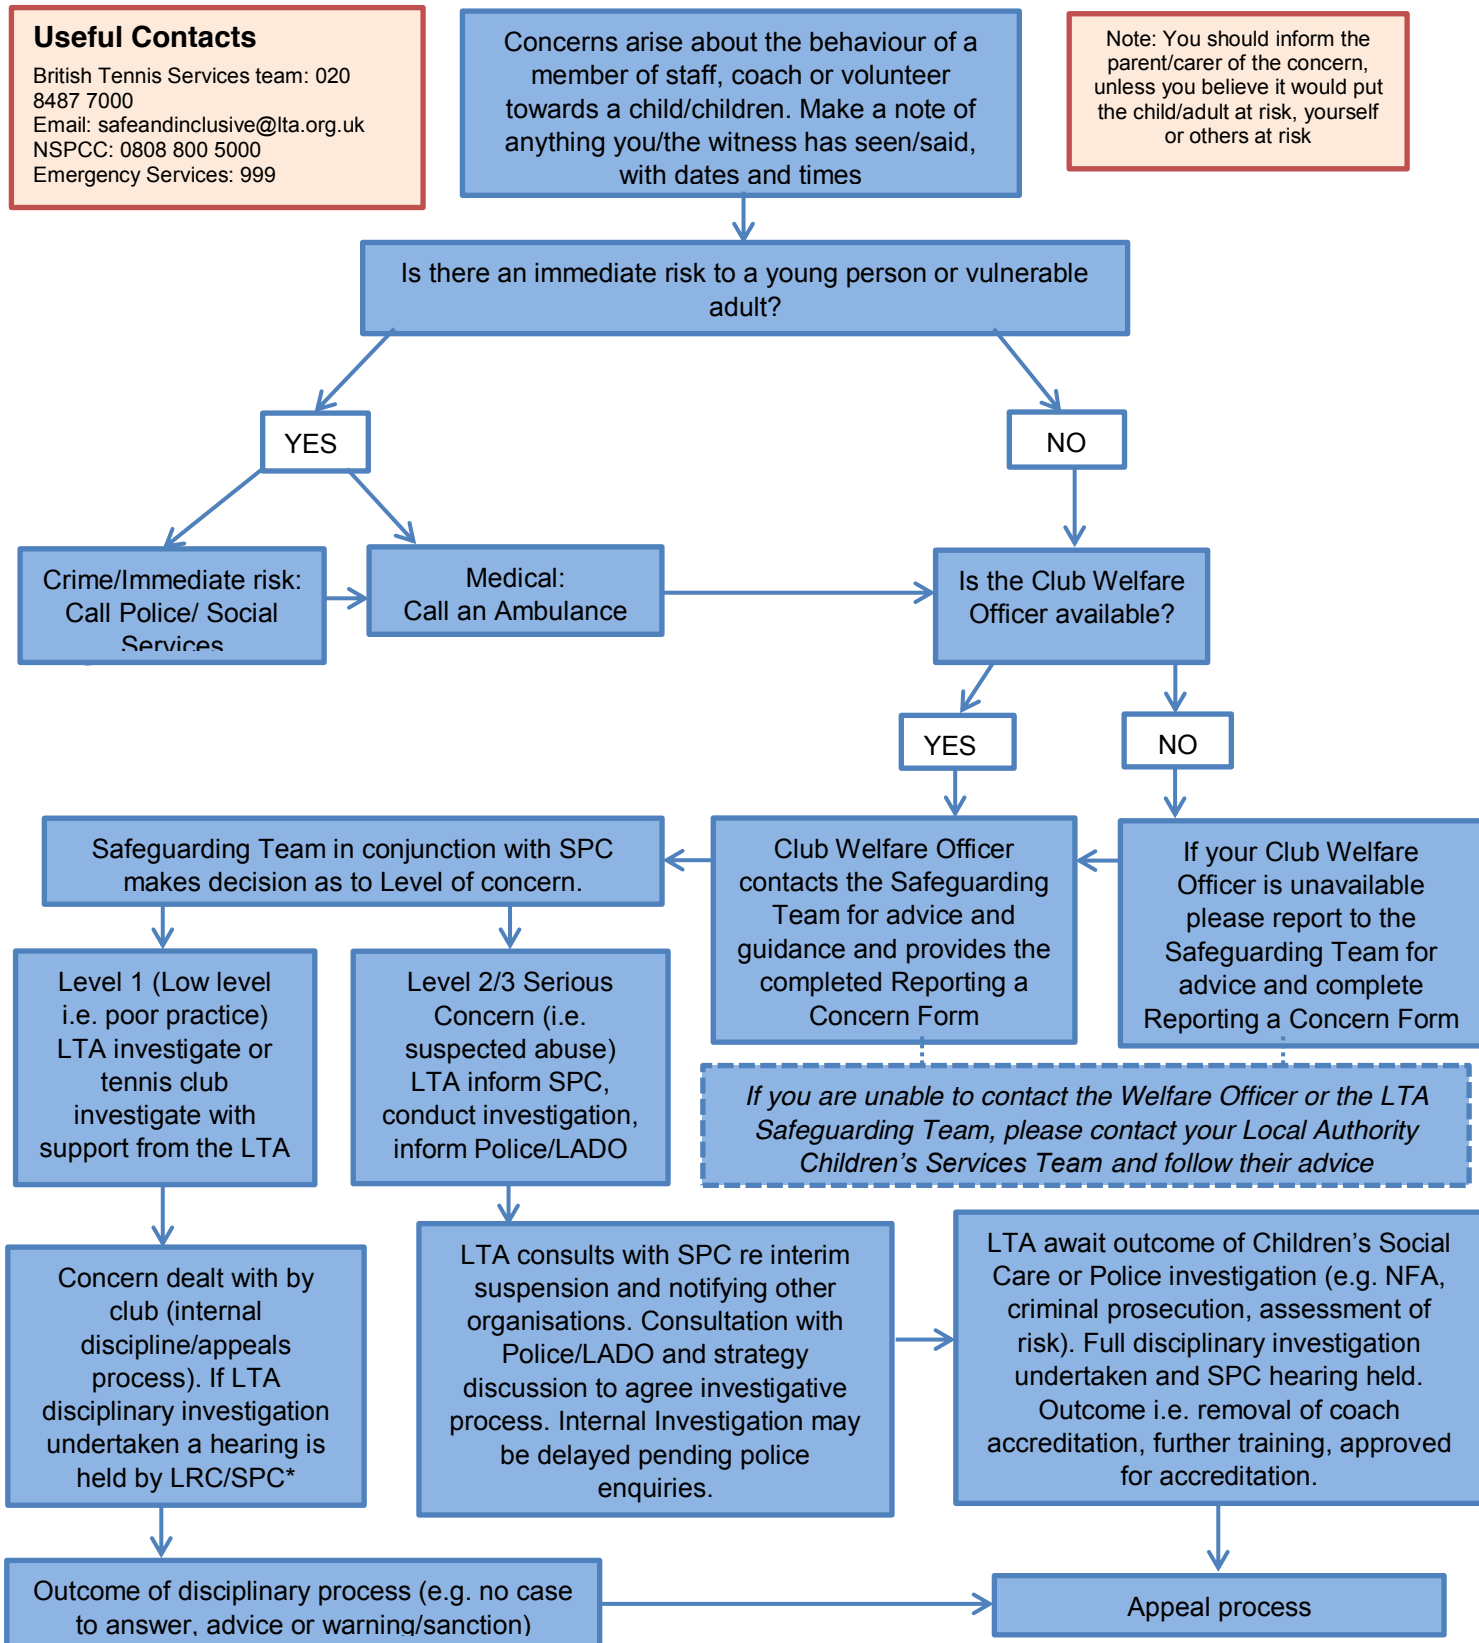 Useful Contacts
British Tennis Services team: 020
8487 7000
Email: safeandinclusive@lta.org.uk
NSPCC: 0808 800 5000
Emergency Services: 999
Concerns arise about the behaviour of a
member of staff, coach or volunteer
towards a child/children. Make a note of
anything you/the witness has seen/said,
with dates and times
Note: You should inform the
parent/carer of the concern,
unless you believe it would put
the child/adult at risk, yourself
or others at risk
Is there an immediate risk to a young person or vulnerable
adult?
YES
NO
Crime/Immediate risk:
Call Police/ Social
Services
Medical:
Call an Ambulance
Is the Club Welfare
Officer available?
YES
NO
Safeguarding Team in conjunction with SPC
makes decision as to Level of concern.
Club Welfare Officer
contacts the Safeguarding
Team for advice and
guidance and provides the
completed Reporting a
Concern Form
If your Club Welfare
Officer is unavailable
please report to the
Safeguarding Team for
advice and complete
Reporting a Concern Form
Level 1 (Low level
i.e. poor practice)
LTA investigate or
tennis club
investigate with
support from the LTA
Level 2/3 Serious
Concern (i.e.
suspected abuse)
LTA inform SPC,
conduct investigation,
inform Police/LADO
If you are unable to contact the Welfare Officer or the LTA
Safeguarding Team, please contact your Local Authority
Children’s Services Team and follow their advice
Concern dealt with by
club (internal
discipline/appeals
process). If LTA
disciplinary investigation
undertaken a hearing is
held by LRC/SPC*
LTA consults with SPC re interim
suspension and notifying other
organisations. Consultation with
Police/LADO and strategy
discussion to agree investigative
process. Internal Investigation may
be delayed pending police
enquiries.
LTA await outcome of Children’s Social
Care or Police investigation (e.g. NFA,
criminal prosecution, assessment of
risk). Full disciplinary investigation
undertaken and SPC hearing held.
Outcome i.e. removal of coach
accreditation, further training, approved
for accreditation.
Outcome of disciplinary process (e.g. no case
to answer, advice or warning/sanction)
Appeal process